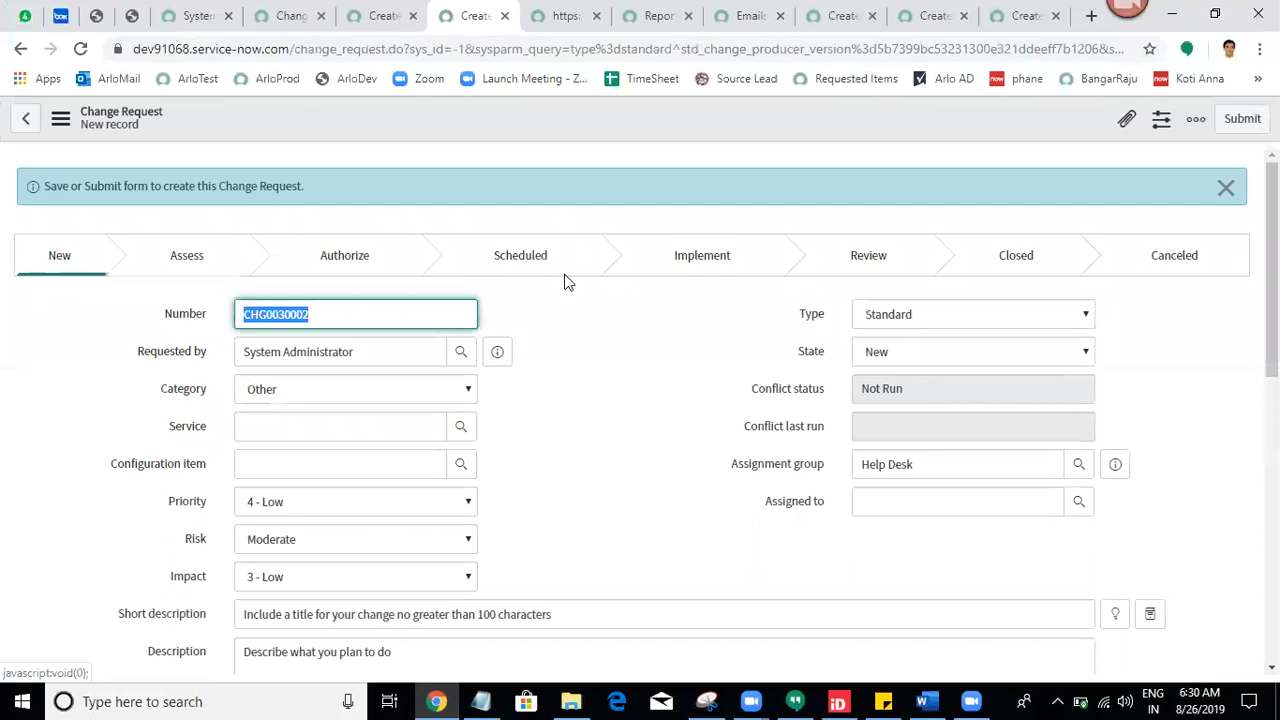 4 box Syster Chang Create Create https: Repor Emai Create Create Create
dev91068.service-now.com/change_request.do?sys_id=-1&sysparm_query=type%3dstandard^std_change_producer_version%3d5b7399bc53231300e321ddeeff7b1206&s...
Apps ArloMail ArloTest ArloProd ArloDev Zoom Launch Meeting - Z... TimeSheet Source Lead Requested Items Arlo AD now phane BangarRaju now Koti Anna
Change Request
New record
Submit
Save or Submit form to create this Change Request.
New Assess Authorize Scheduled Implement Review Closed Canceled
Number CHG0030002 Type Standard
Requested by System Administrator State New
Category Other Conflict status Not Run
Service Conflict last run
Configuration item Assignment group Help Desk
Priority 4 - Low Assigned to
Risk Moderate
Impact 3 - Low
Short description Include a title for your change no greater than 100 characters
Description Describe what you plan to do
javascript:void(0);
Type here to search
ENG 6:30 AM
IN 8/26/2019